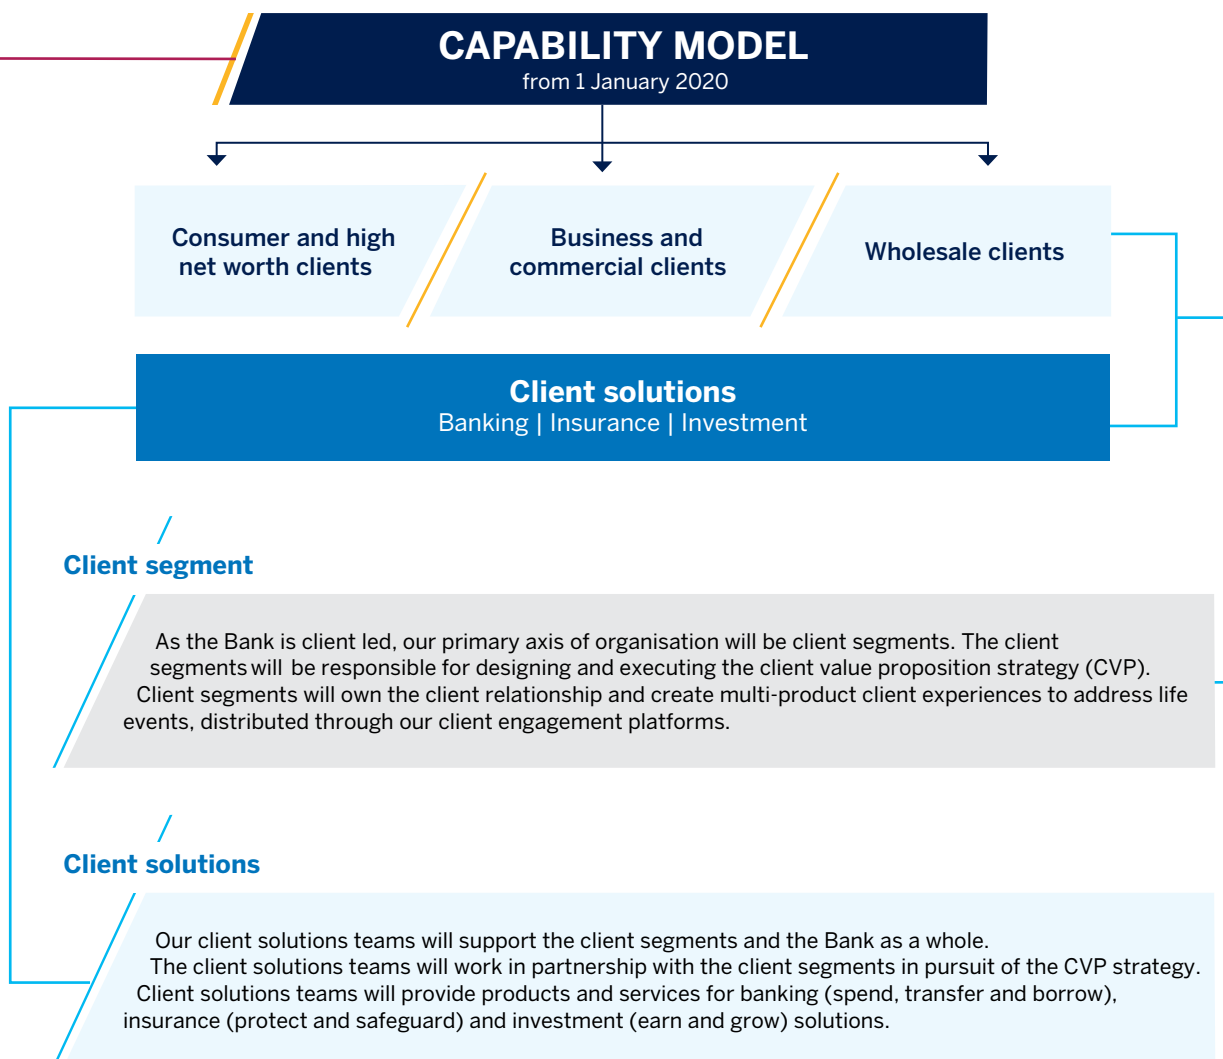 CAPABILITY MODEL
from 1 January 2020
Consumer and high
net worth clients
Business and
commercial clients
Wholesale clients
Client solutions
Banking | Insurance | Investment
Client segment
As the Bank is client led, our primary axis of organisation will be client segments. The client
segments will be responsible for designing and executing the client value proposition strategy (CVP).
Client segments will own the client relationship and create multi-product client experiences to address life
events, distributed through our client engagement platforms.
Client solutions
Our client solutions teams will support the client segments and the Bank as a whole.
The client solutions teams will work in partnership with the client segments in pursuit of the CVP strategy.
Client solutions teams will provide products and services for banking (spend, transfer and borrow),
insurance (protect and safeguard) and investment (earn and grow) solutions.